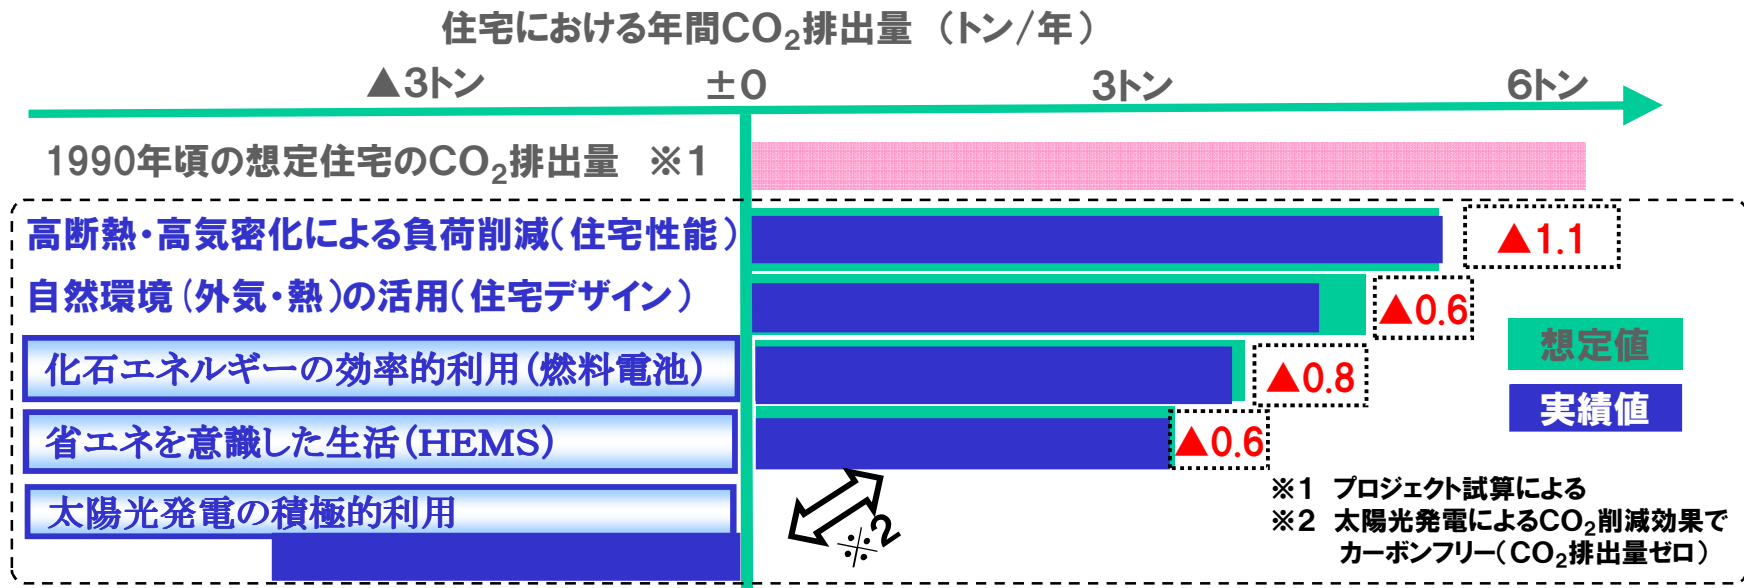 住宅における年間CO₂排出量 （トン/年）
▲3トン ±0 3トン 6トン
1990年頃の想定住宅のCO₂排出量 ※1
高断熱・高気密化による負荷削減（住宅性能）
▲1.1
自然環境（外気・熱）の活用（住宅デザイン）
▲0.6
化石エネルギーの効率的利用（燃料電池）
▲0.8
省エネを意識した生活（HEMS）
▲0.6
太陽光発電の積極的利用
※2
想定値
実績値
※1 プロジェクト試算による
※2 太陽光発電によるCO₂削減効果で
カーボンフリー（CO₂排出量ゼロ）